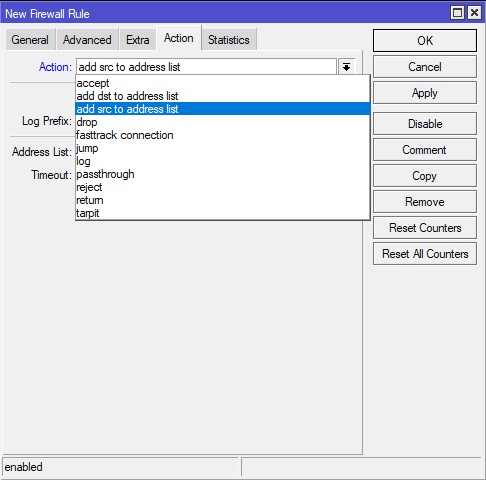 New Firewall Rule
General Advanced Extra Action Statistics
Action: add src to address list
accept
add dst to address list
add src to address list
drop
fasttrack connection
jump
log
passthrough
reject
return
tarpit
Log Prefix:
Address List:
Timeout:
OK
Cancel
Apply
Disable
Comment
Copy
Remove
Reset Counters
Reset All Counters
enabled